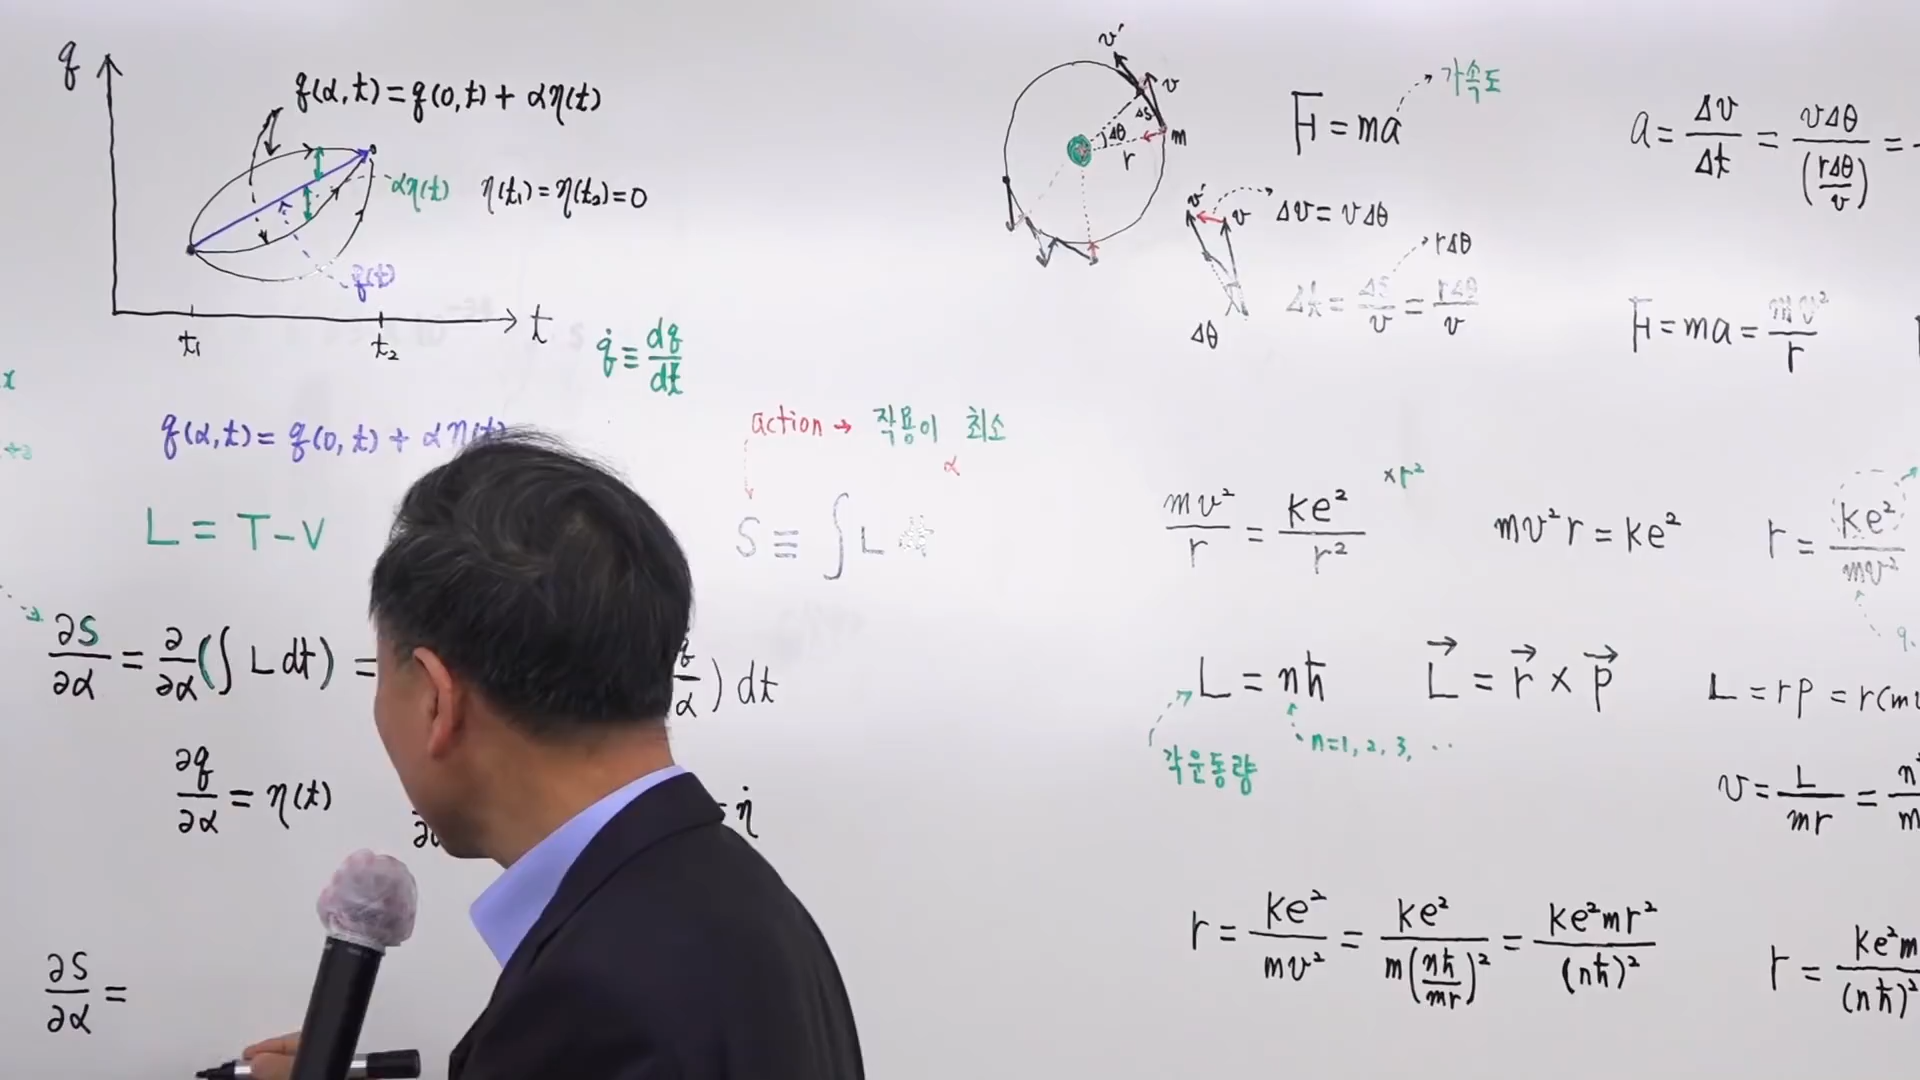 q
q(α,t)=q(0,t)+ αη(t)
αη(t)
η(t₁)=η(t₂)=0
q(t)
t
t₁
t₂
q̇≡dq/dt
x
q(α,t)= q(0,t)+ αη(t)
L = T-V
action → 작용이 최소
α
S ≡ ∫L dt
∂S/∂α = ∂/∂α(∫L dt) =
) dt
∂q/∂α = η(t)
η̇
∂S/∂α =
v'
v
Δs
Δθ
r
m
F=ma
가속도
a= Δv/Δt = vΔθ/(rΔθ/v) =
v'
v
Δv= vΔθ
rΔθ
Δt= Δs/v = rΔθ/v
Δθ
F=ma= mv²/r
mv²/r = ke²/r²
×r²
mv²r = ke²
r= ke²/mv²
L = nħ
L⃗ = r⃗ × p⃗
L = rp = r(mv
n=1, 2, 3, ..
각운동량
v= L/mr =
r= ke²/mv² = ke²/m(nħ/mr)² = ke²mr²/(nħ)²
r = ke²m/(nħ)²